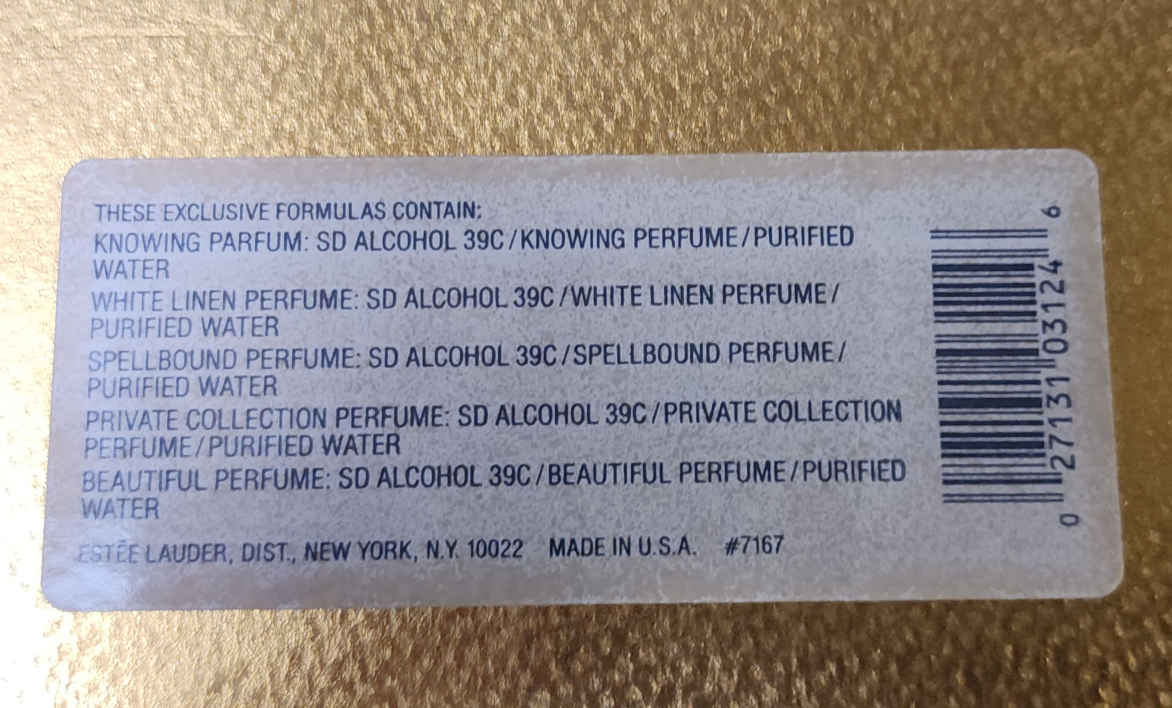 THESE EXCLUSIVE FORMULAS CONTAIN:
KNOWING PARFUM: SD ALCOHOL 39C/KNOWING PERFUME/PURIFIED
WATER
WHITE LINEN PERFUME: SD ALCOHOL 39C/WHITE LINEN PERFUME/
PURIFIED WATER
SPELLBOUND PERFUME: SD ALCOHOL 39C/SPELLBOUND PERFUME/
PURIFIED WATER
PRIVATE COLLECTION PERFUME: SD ALCOHOL 39C/PRIVATE COLLECTION
PERFUME/PURIFIED WATER
BEAUTIFUL PERFUME: SD ALCOHOL 39C/BEAUTIFUL PERFUME/PURIFIED
WATER
ESTĒE LAUDER, DIST., NEW YORK, N.Y. 10022 MADE IN U.S.A. #7167
0 27131 03124 6